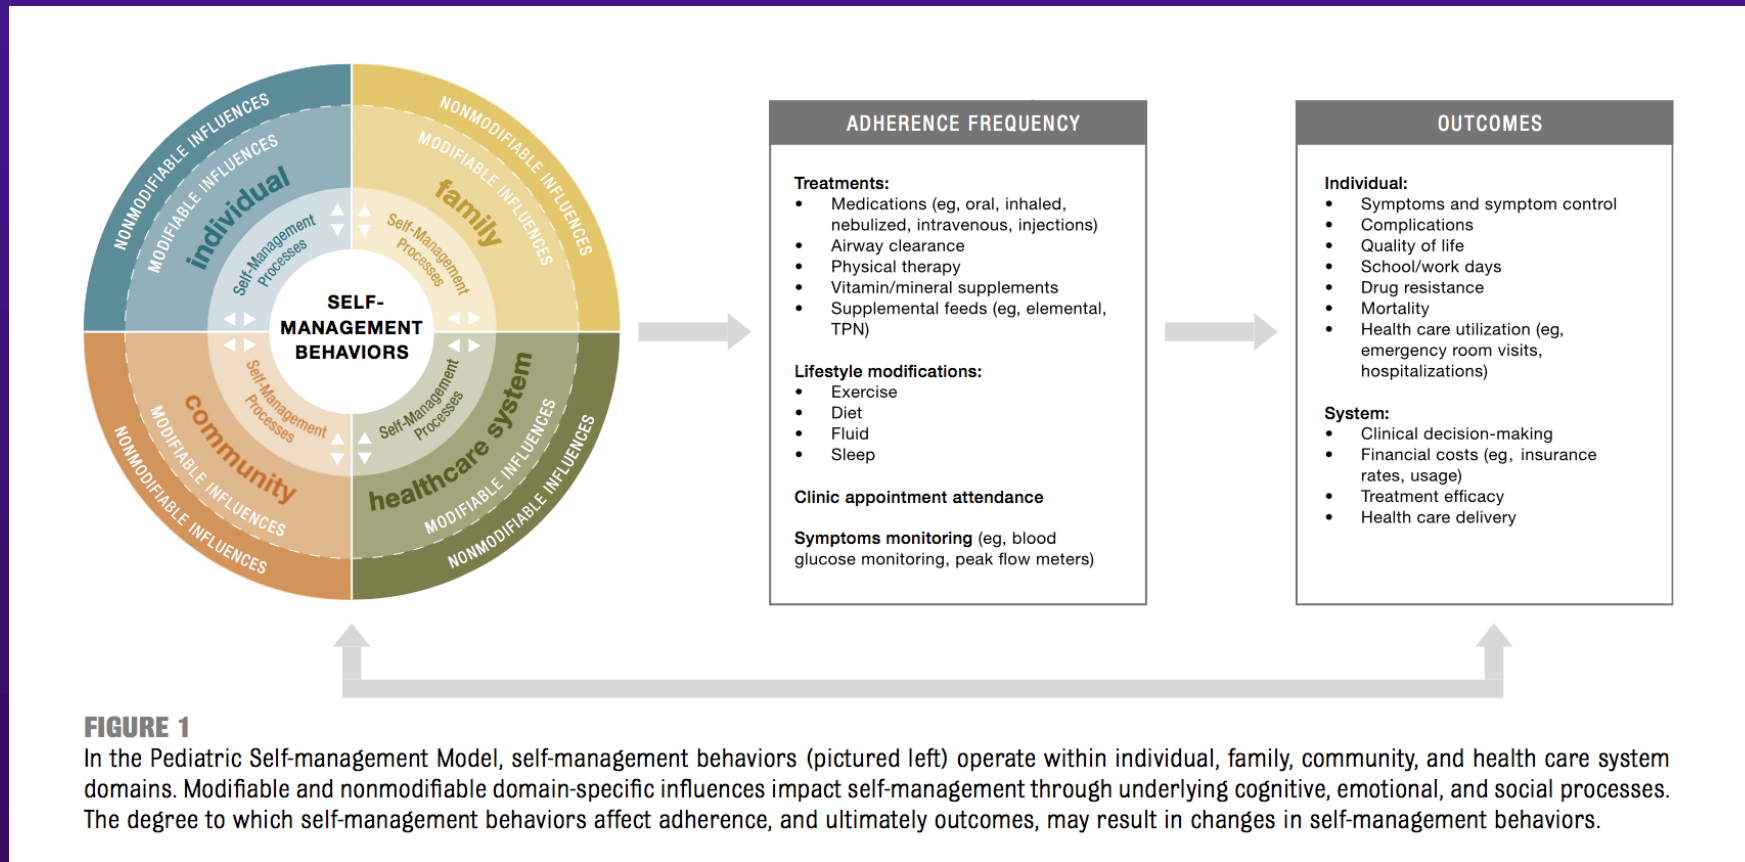 NONMODIFIABLE INFLUENCES
MODIFIABLE INFLUENCES
individual
Self-Management
Processes
NONMODIFIABLE INFLUENCES
MODIFIABLE INFLUENCES
family
Self-Management
Processes
SELF-
MANAGEMENT
BEHAVIORS
Self-Management
Processes
community
MODIFIABLE INFLUENCES
NONMODIFIABLE INFLUENCES
Self-Management
Processes
healthcare system
MODIFIABLE INFLUENCES
NONMODIFIABLE INFLUENCES
ADHERENCE FREQUENCY
Treatments:
• Medications (eg, oral, inhaled,
nebulized, intravenous, injections)
• Airway clearance
• Physical therapy
• Vitamin/mineral supplements
• Supplemental feeds (eg, elemental,
TPN)
Lifestyle modifications:
• Exercise
• Diet
• Fluid
• Sleep
Clinic appointment attendance
Symptoms monitoring (eg, blood
glucose monitoring, peak flow meters)
OUTCOMES
Individual:
• Symptoms and symptom control
• Complications
• Quality of life
• School/work days
• Drug resistance
• Mortality
• Health care utilization (eg,
emergency room visits,
hospitalizations)
System:
• Clinical decision-making
• Financial costs (eg, insurance
rates, usage)
• Treatment efficacy
• Health care delivery
FIGURE 1
In the Pediatric Self-management Model, self-management behaviors (pictured left) operate within individual, family, community, and health care system
domains. Modifiable and nonmodifiable domain-specific influences impact self-management through underlying cognitive, emotional, and social processes.
The degree to which self-management behaviors affect adherence, and ultimately outcomes, may result in changes in self-management behaviors.